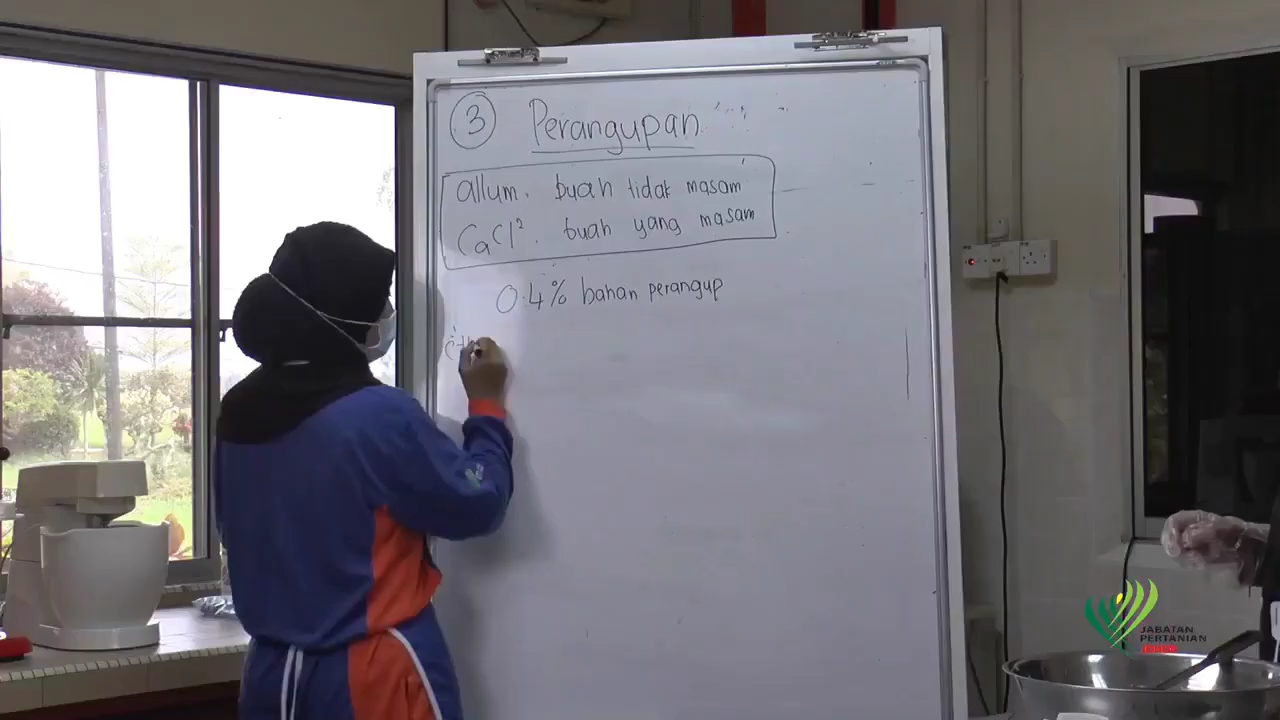 3 Perangupan
allum. buah tidak masam
CaCl². buah yang masam
0.4% bahan perangup
JABATAN
PERTANIAN